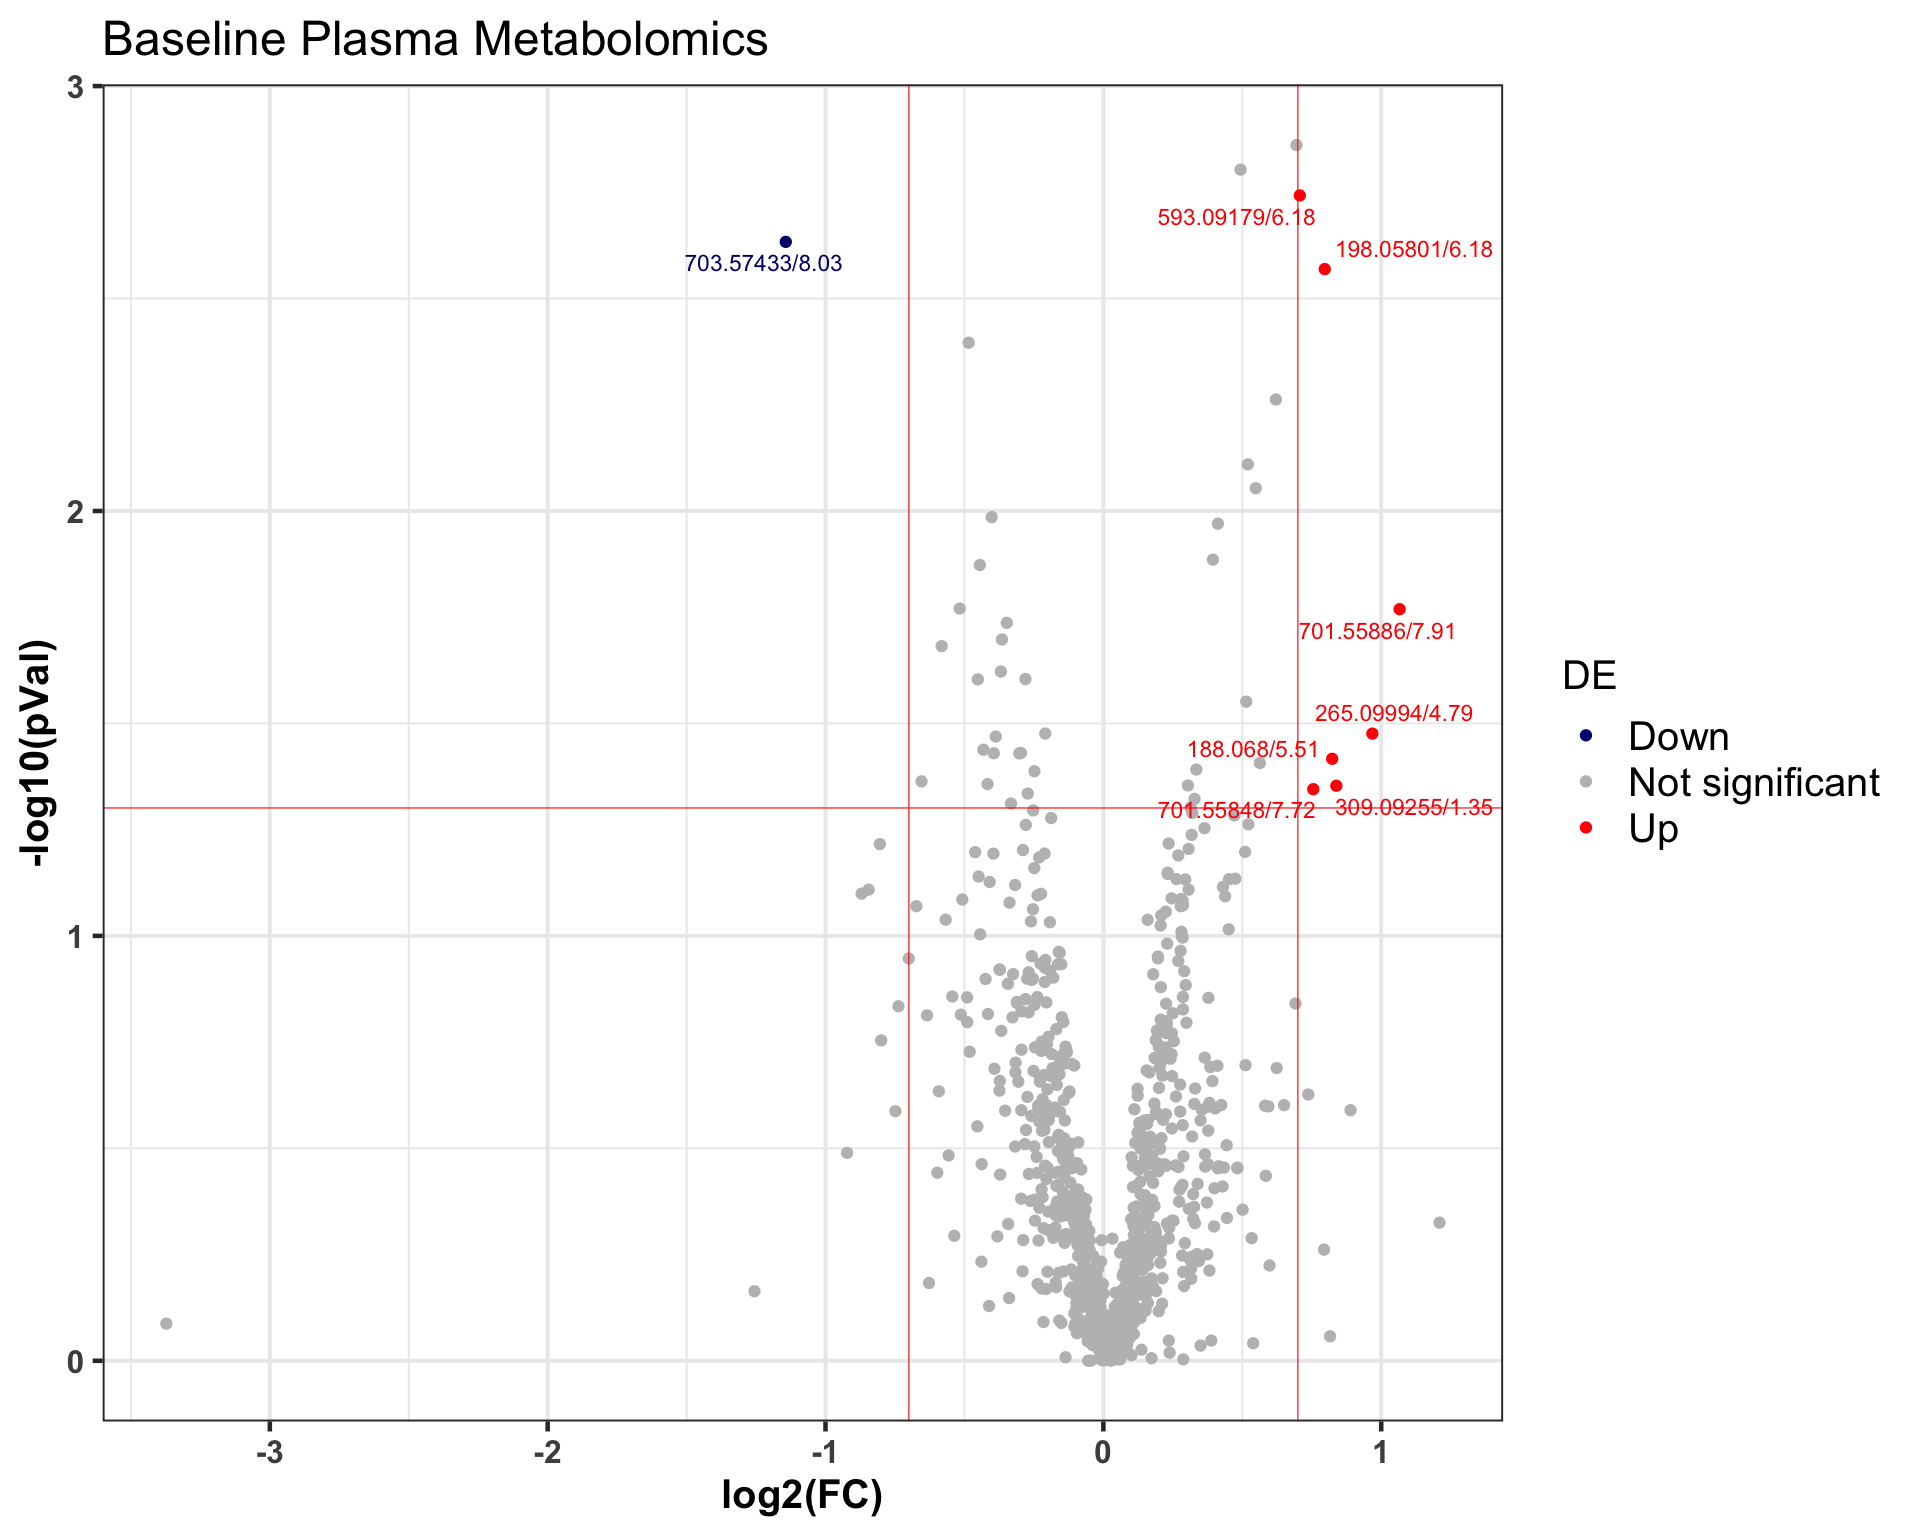 Baseline Plasma Metabolomics
3
2
1
0
-log10(pVal)
593.09179/6.18
198.05801/6.18
703.57433/8.03
701.55886/7.91
265.09994/4.79
188.068/5.51
701.55848/7.72
309.09255/1.35
-3
-2
-1
0
1
log2(FC)
DE
Down
Not significant
Up